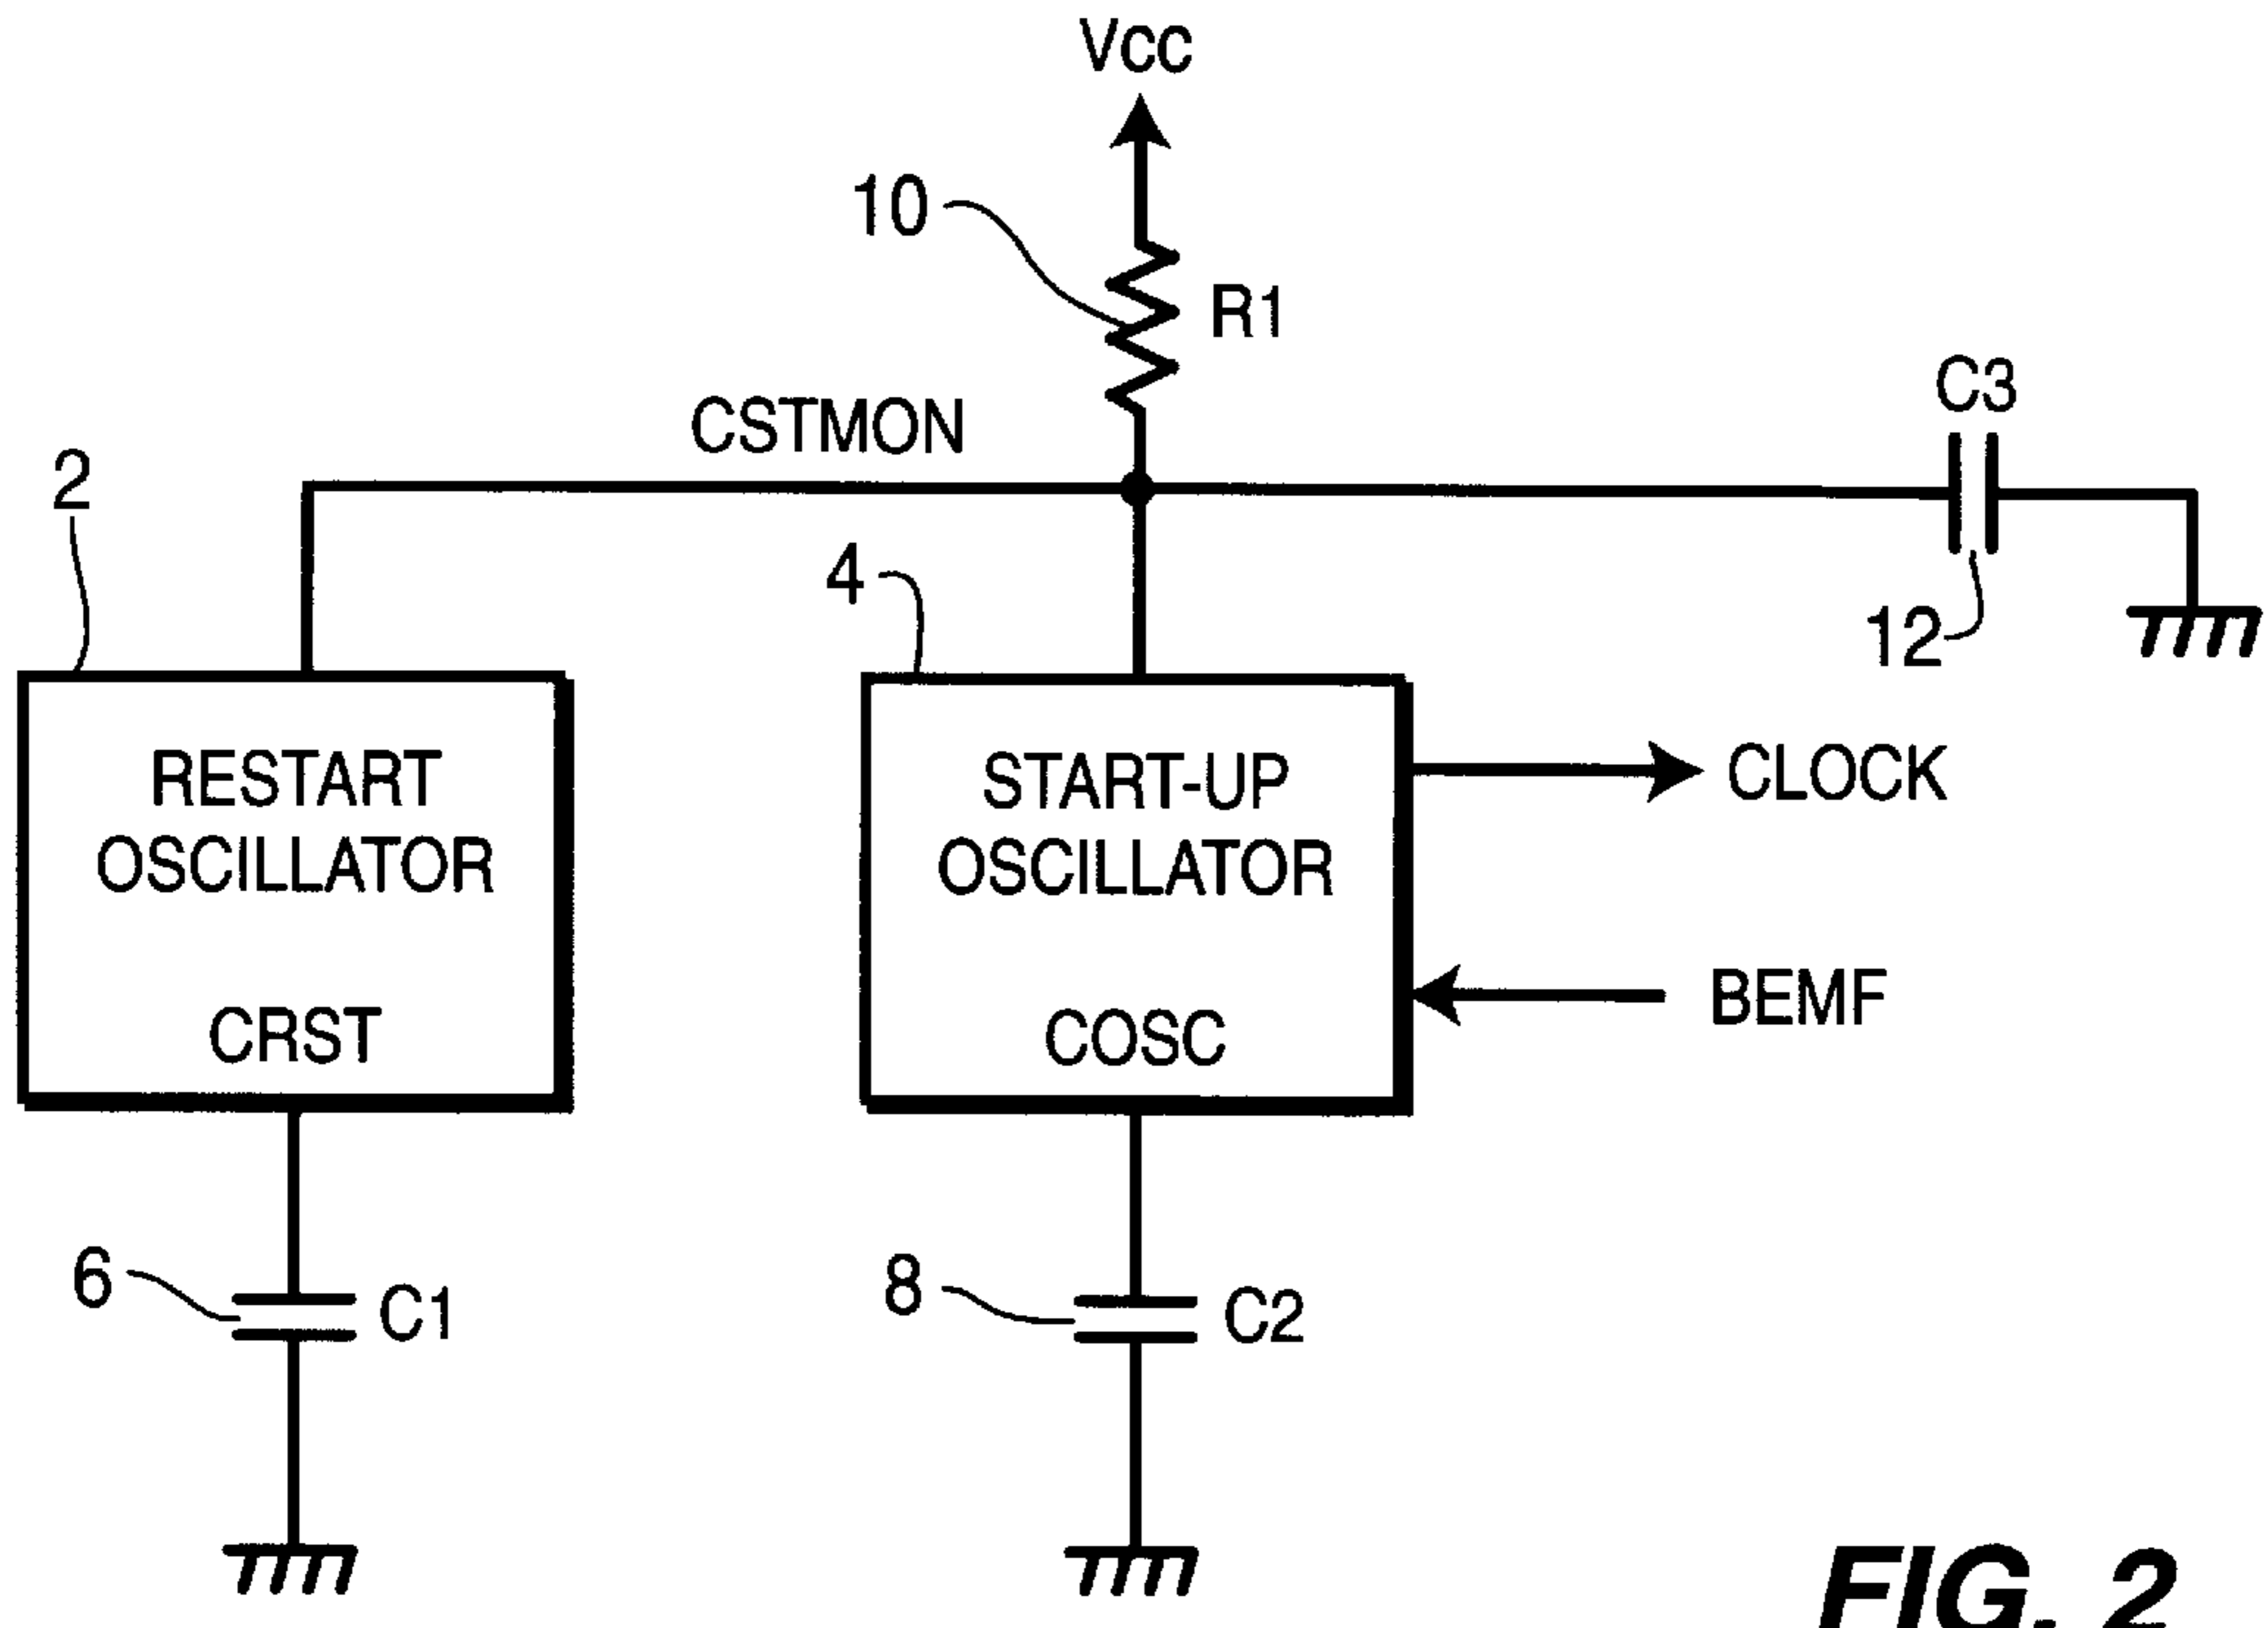 VCC
10
R1
C3
CSTMON
2
4
12
RESTART
OSCILLATOR
CRST
START-UP
OSCILLATOR
COSC
CLOCK
BEMF
6
C1
8
C2
FIG. 2